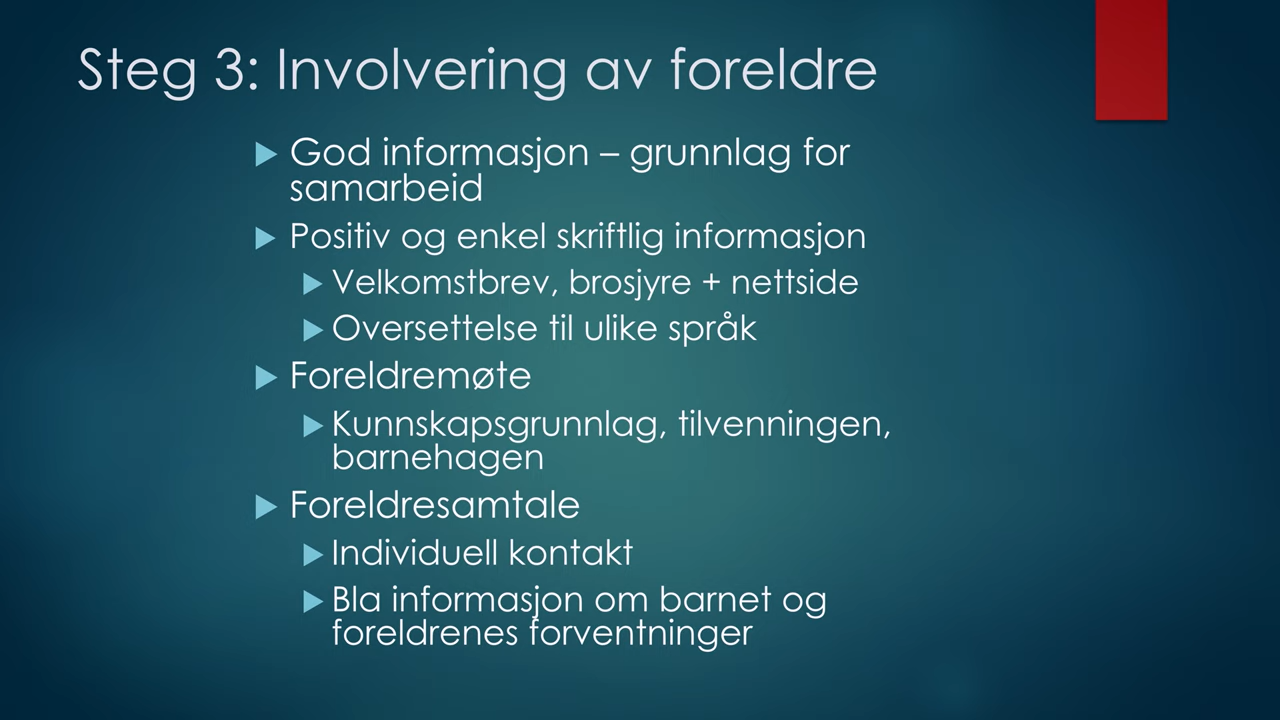 Steg 3: Involvering av foreldre
God informasjon – grunnlag for
samarbeid
Positiv og enkel skriftlig informasjon
Velkomstbrev, brosjyre + nettside
Oversettelse til ulike språk
Foreldremøte
Kunnskapsgrunnlag, tilvenningen,
barnehagen
Foreldresamtale
Individuell kontakt
Bla informasjon om barnet og
foreldrenes forventninger